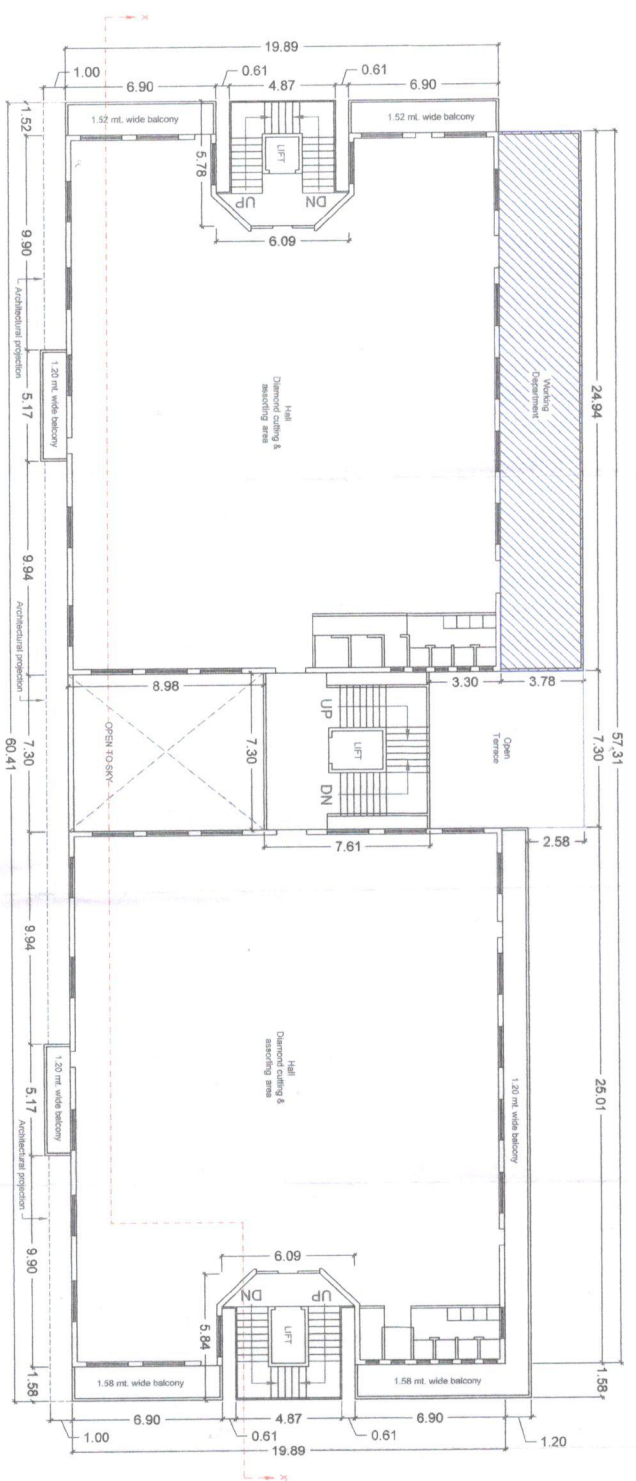 x
19.89
1.00
6.90
0.61
4.87
0.61
6.90
1.52
1.52 mt. wide balcony
5.78
LIFT
UP
DN
6.09
1.52 mt. wide balcony
9.90
Architectural projection
5.17
1.20 mt. wide balcony
Hall
Diamond cutting &
assorting area
Working
Department
24.94
9.94
Architectural projection
8.98
3.30
3.78
60.41
7.30
OPEN TO SKY
7.30
UP
LIFT
DN
Open
Terrace
7.30
57.31
7.61
2.58
9.94
5.17
1.20 mt. wide balcony
Architectural projection
Hall
Diamond cutting &
assorting area
1.20 mt. wide balcony
25.01
9.90
6.09
DN
UP
5.84
LIFT
1.58
1.58 mt. wide balcony
1.58 mt. wide balcony
1.58
6.90
4.87
6.90
1.00
0.61
0.61
1.20
19.89
x